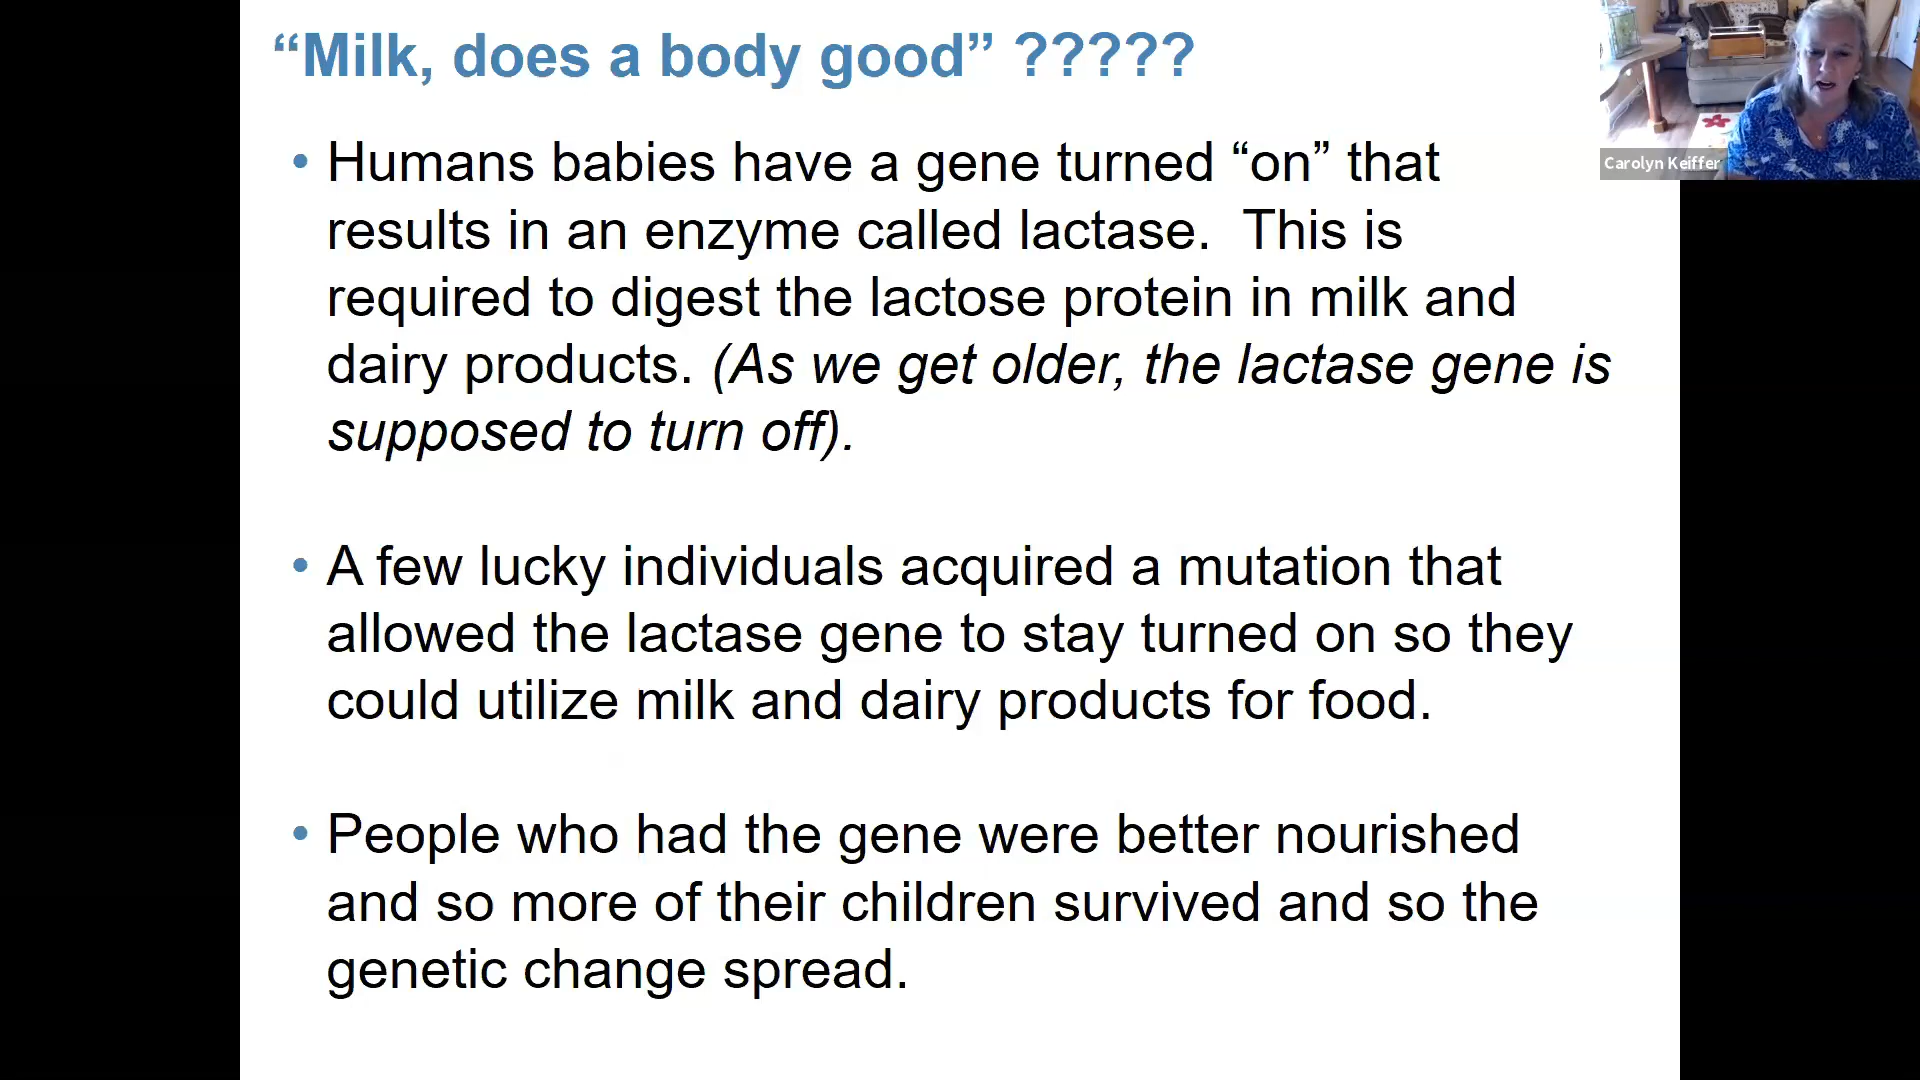 “Milk, does a body good” ?????
Carolyn Keiffer
• Humans babies have a gene turned “on” that
results in an enzyme called lactase.  This is
required to digest the lactose protein in milk and
dairy products. (As we get older, the lactase gene is
supposed to turn off).
• A few lucky individuals acquired a mutation that
allowed the lactase gene to stay turned on so they
could utilize milk and dairy products for food.
• People who had the gene were better nourished
and so more of their children survived and so the
genetic change spread.